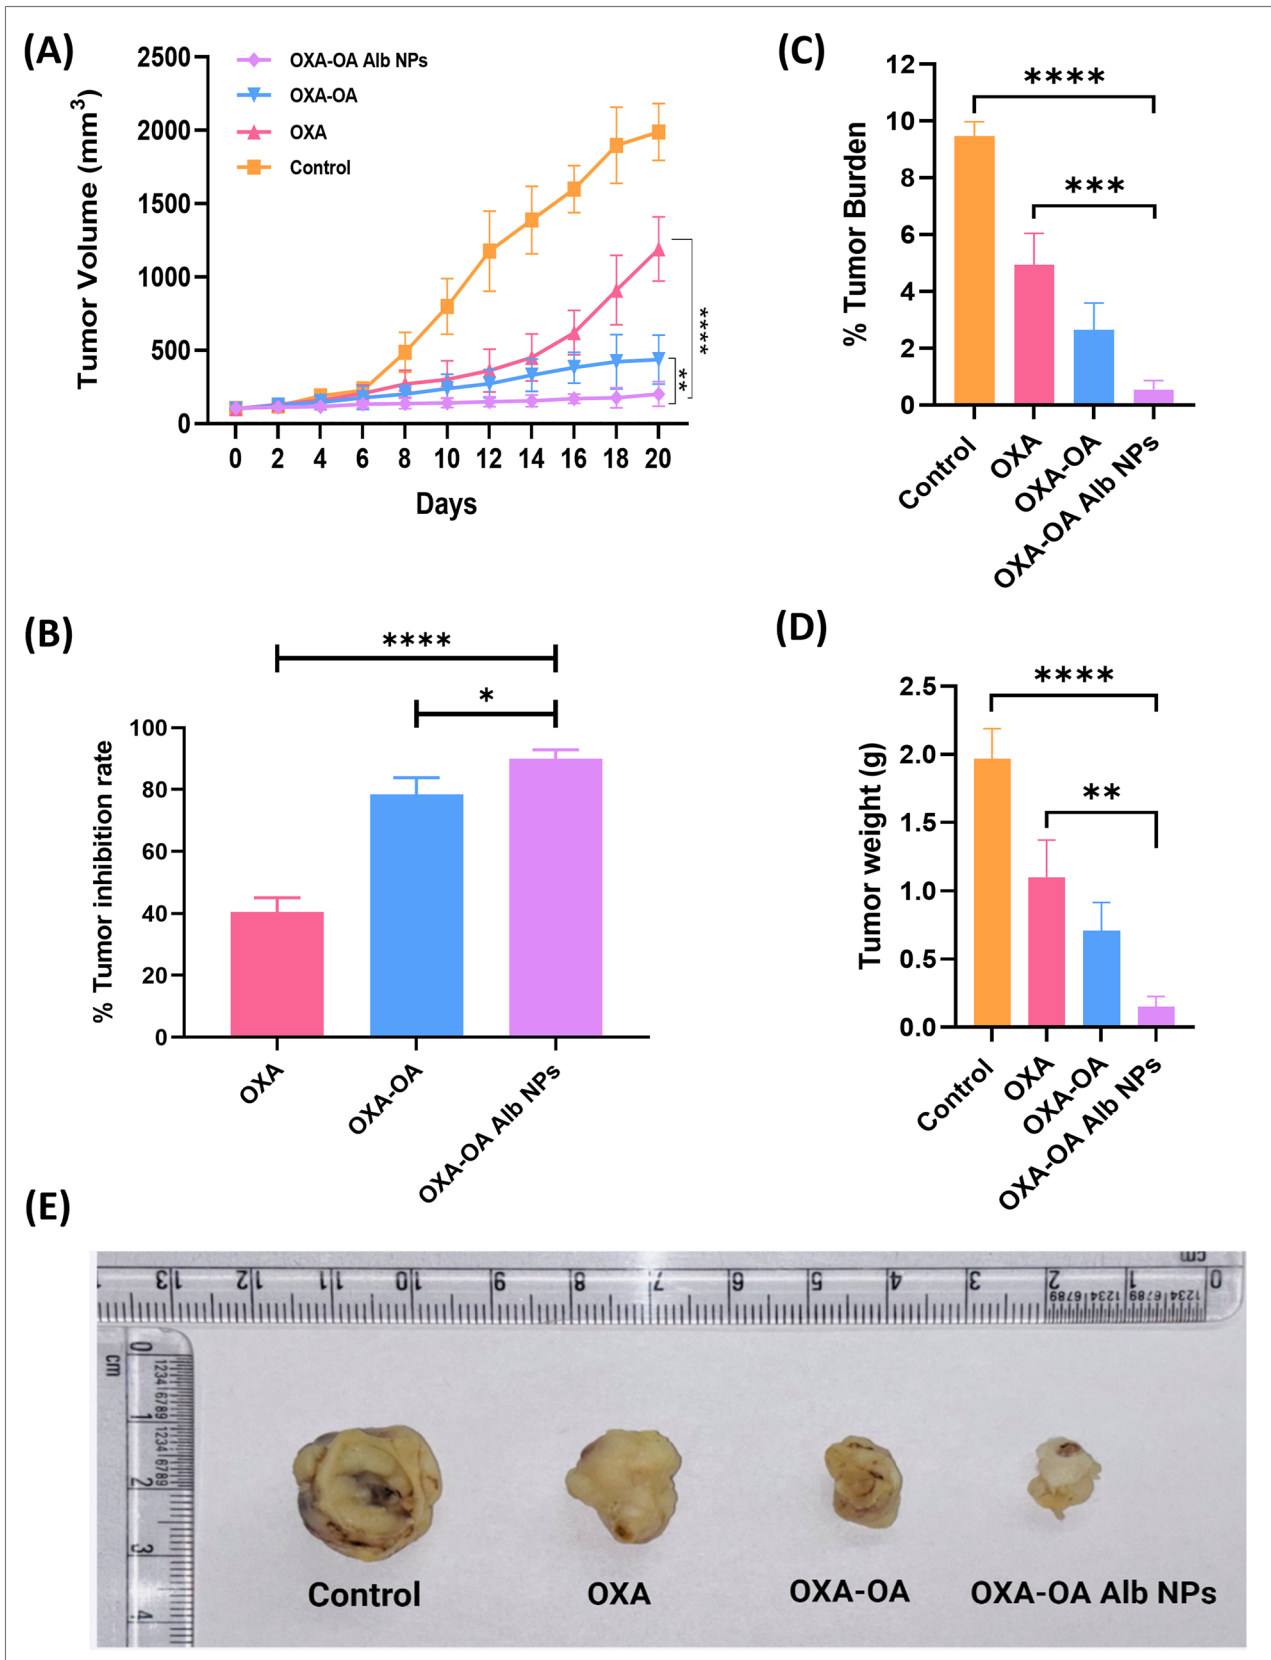 (A)
2500
2000
1500
1000
500
0
Tumor Volume (mm³)
OXA-OA Alb NPs
OXA-OA
OXA
Control
****
**
0 2 4 6 8 10 12 14 16 18 20
Days
(C)
12
10
8
6
4
2
0
% Tumor Burden
****
***
Control
OXA
OXA-OA
OXA-OA Alb NPs
(B)
****
*
100
80
60
40
20
0
% Tumor inhibition rate
OXA
OXA-OA
OXA-OA Alb NPs
(D)
2.5
2.0
1.5
1.0
0.5
0.0
Tumor weight (g)
****
**
Control
OXA
OXA-OA
OXA-OA Alb NPs
(E)
cm
13 12 11 10 9 8 7 6 5 4 3 2 1 0
0
cm
1
2
3
4
Control
OXA
OXA-OA
OXA-OA Alb NPs